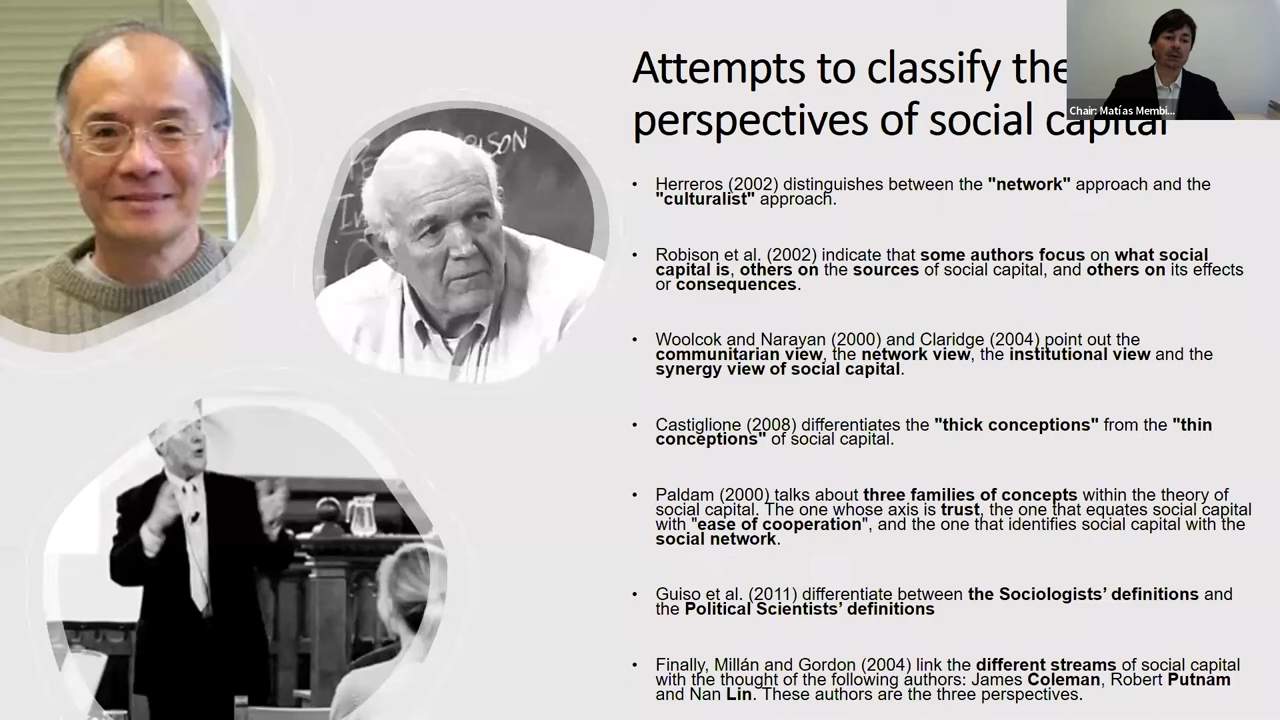 Attempts to classify the
perspectives of social capital
Chair: Matías Membi...
• Herreros (2002) distinguishes between the "network" approach and the
"culturalist" approach.
• Robison et al. (2002) indicate that some authors focus on what social
capital is, others on the sources of social capital, and others on its effects
or consequences.
• Woolcock and Narayan (2000) and Claridge (2004) point out the
communitarian view, the network view, the institutional view and the
synergy view of social capital.
• Castiglione (2008) differentiates the "thick conceptions" from the "thin
conceptions" of social capital.
• Paldam (2000) talks about three families of concepts within the theory of
social capital. The one whose axis is trust, the one that equates social capital
with "ease of cooperation", and the one that identifies social capital with the
social network.
• Guiso et al. (2011) differentiate between the Sociologists' definitions and
the Political Scientists' definitions
• Finally, Millán and Gordon (2004) link the different streams of social capital
with the thought of the following authors: James Coleman, Robert Putnam
and Nan Lin. These authors are the three perspectives.